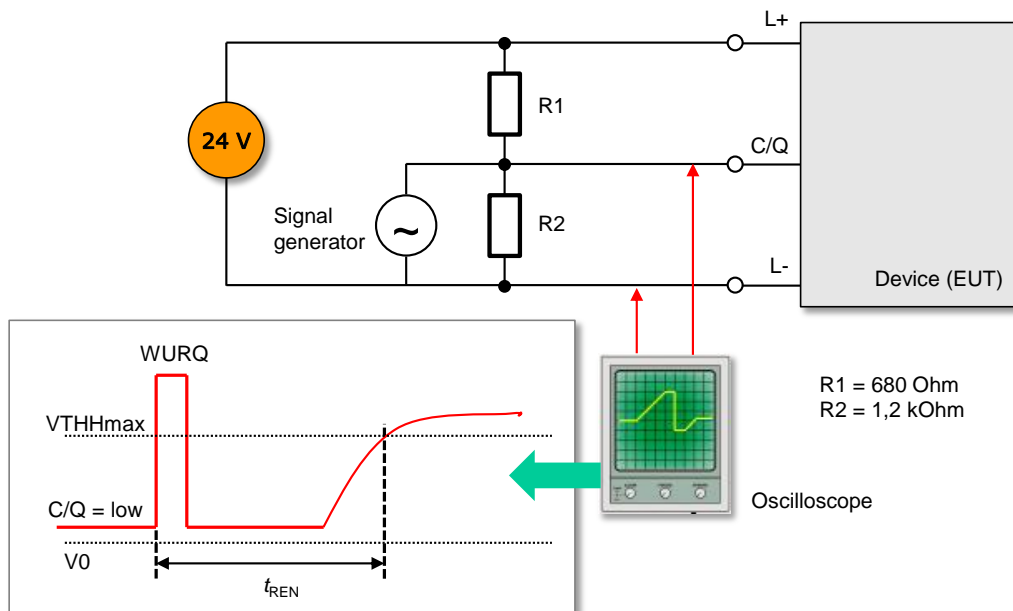 L+
R1
24 V
C/Q
Signal
generator
~
R2
L-
Device (EUT)
WURQ
VTHHmax
C/Q = low
V0
tREN
R1 = 680 Ohm
R2 = 1,2 kOhm
Oscilloscope